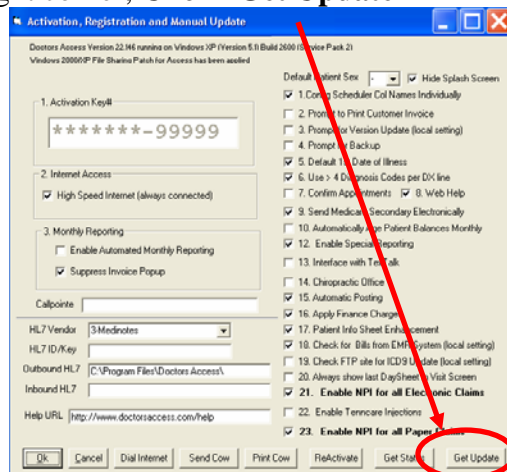 ght corner, Click "Get Update"
Activation, Registration and Manual Update
Doctors Access Version 22.146 running on Windows XP (Version 5.1) Build 2600 (Service Pack 2)
Windows 2000/XP File Sharing Patch for Access has been applied
Default Patient Sex - Hide Splash Screen
1. Activation Key#
*******-99999
2. Internet Access
High Speed Internet (always connected)
3. Monthly Reporting
Enable Automated Monthly Reporting
Suppress Invoice Popup
Callpointe
HL7 Vendor 3-Medinotes
HL7 ID/Key
Outbound HL7 C:\Program Files\Doctors Access\
Inbound HL7
Help URL http://www.doctorsaccess.com/help
1. Config Scheduler Col Names Individually
2. Prompt to Print Customer Invoice
3. Prompt for Version Update (local setting)
4. Prompt for Backup
5. Default 1st Date of Illness
6. Use > 4 Diagnosis Codes per DX line
7. Confirm Appointments 8. Web Help
9. Send Medicare Secondary Electronically
10. Automatically Age Patient Balances Monthly
12. Enable Special Reporting
13. Interface with TeleTalk
14. Chiropractic Office
15. Automatic Posting
16. Apply Finance Charge
17. Patient Info Sheet Enhancement
18. Check for Bills from EMR System (local setting)
19. Check FTP site for ICD9 Update (local setting)
20. Always show last DaySheet in Visit Screen
21. Enable NPI for all Electronic Claims
22. Enable Tenncare Injections
23. Enable NPI for all Paper Claims
Ok Cancel Dial Internet Send Cow Print Cow ReActivate Get Status Get Update